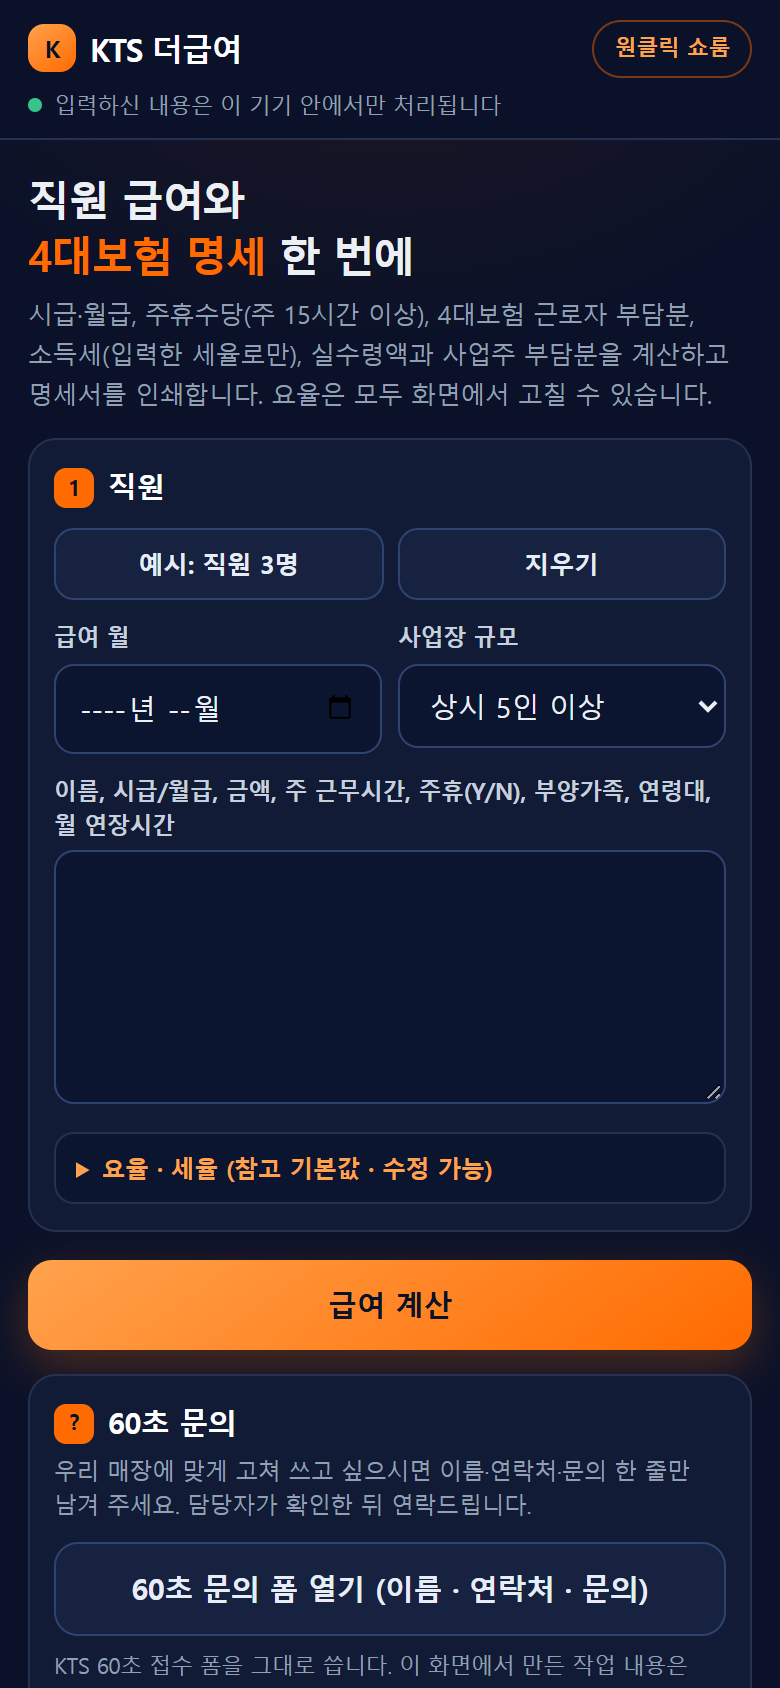 K KTS 더급여
원클릭 쇼룸
입력하신 내용은 이 기기 안에서만 처리됩니다
직원 급여와
4대보험 명세 한 번에
시급·월급, 주휴수당(주 15시간 이상), 4대보험 근로자 부담분,
소득세(입력한 세율로만), 실수령액과 사업주 부담분을 계산하고
명세서를 인쇄합니다. 요율은 모두 화면에서 고칠 수 있습니다.
1 직원
예시: 직원 3명
지우기
급여 월
사업장 규모
----년 --월
상시 5인 이상
이름, 시급/월급, 금액, 주 근무시간, 주휴(Y/N), 부양가족, 연령대,
월 연장시간
요율 · 세율 (참고 기본값 · 수정 가능)
급여 계산
? 60초 문의
우리 매장에 맞게 고쳐 쓰고 싶으시면 이름·연락처·문의 한 줄만
남겨 주세요. 담당자가 확인한 뒤 연락드립니다.
60초 문의 폼 열기 (이름 · 연락처 · 문의)
KTS 60초 접수 폼을 그대로 씁니다. 이 화면에서 만든 작업 내용은